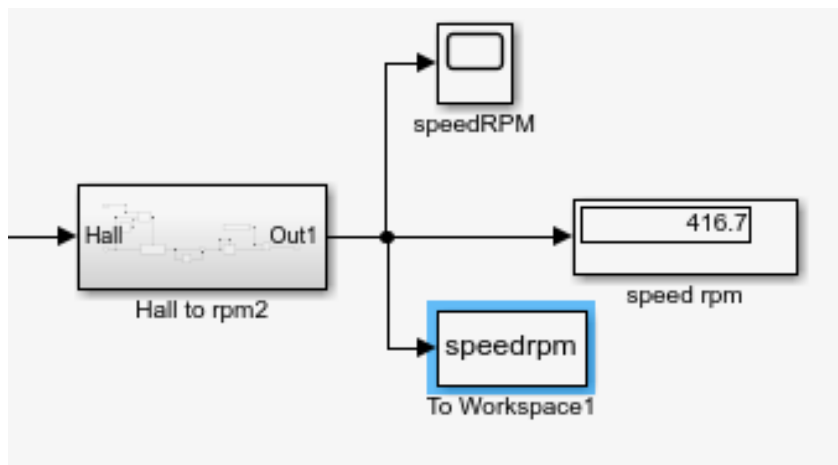 speedRPM
Hall
Out1
Hall to rpm2
416.7
speed rpm
speedrpm
To Workspace1